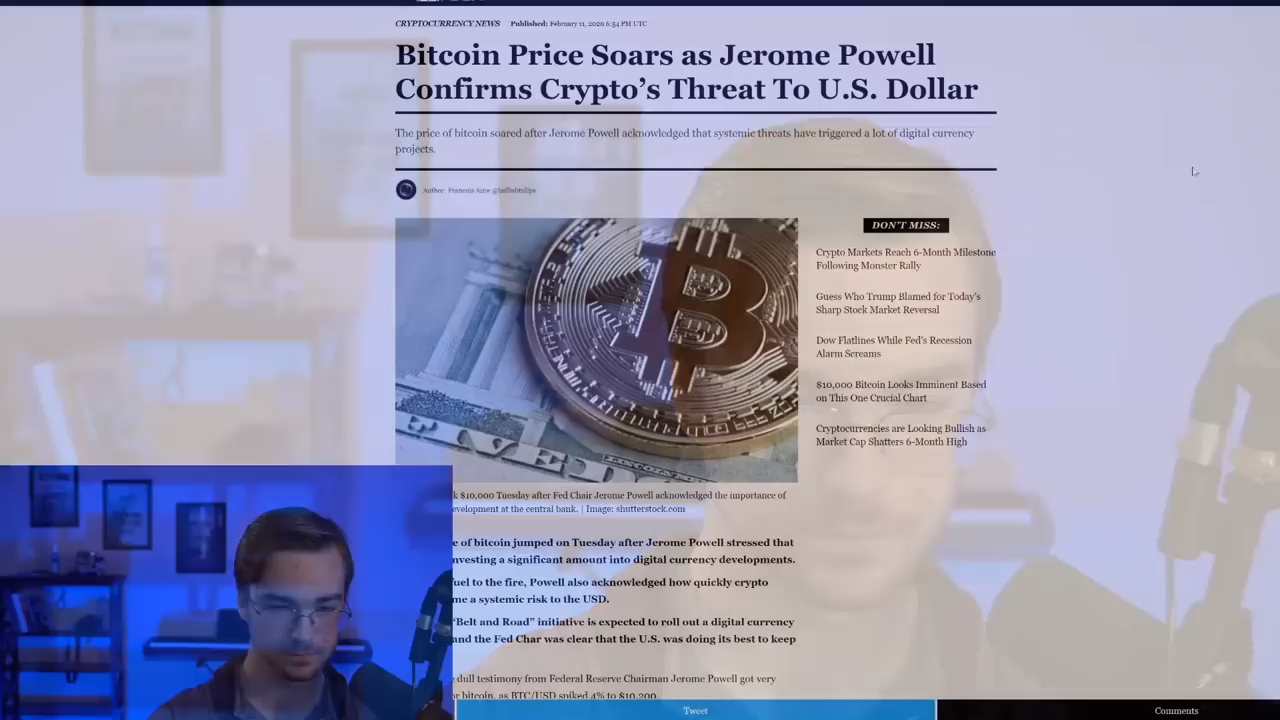 CRYPTOCURRENCY NEWS Published: February 11, 2020 6:54 PM UTC
Bitcoin Price Soars as Jerome Powell
Confirms Crypto's Threat To U.S. Dollar
The price of bitcoin soared after Jerome Powell acknowledged that systemic threats have triggered a lot of digital currency
projects.
Author: Francois Aure @bullishtulips
DON'T MISS:
Crypto Markets Reach 6-Month Milestone
Following Monster Rally
Guess Who Trump Blamed for Today's
Sharp Stock Market Reversal
Dow Flatlines While Fed's Recession
Alarm Screams
$10,000 Bitcoin Looks Imminent Based
on This One Crucial Chart
Cryptocurrencies are Looking Bullish as
Market Cap Shatters 6-Month High
$10,000 Tuesday after Fed Chair Jerome Powell acknowledged the importance of
evelopment at the central bank. | Image: shutterstock.com
e of bitcoin jumped on Tuesday after Jerome Powell stressed that
nvesting a significant amount into digital currency developments.
fuel to the fire, Powell also acknowledged how quickly crypto
me a systemic risk to the USD.
"Belt and Road" initiative is expected to roll out a digital currency
and the Fed Char was clear that the U.S. was doing its best to keep
dull testimony from Federal Reserve Chairman Jerome Powell got very
r bitcoin, as BTC/USD spiked 4% to $10,200.
Tweet
Comments